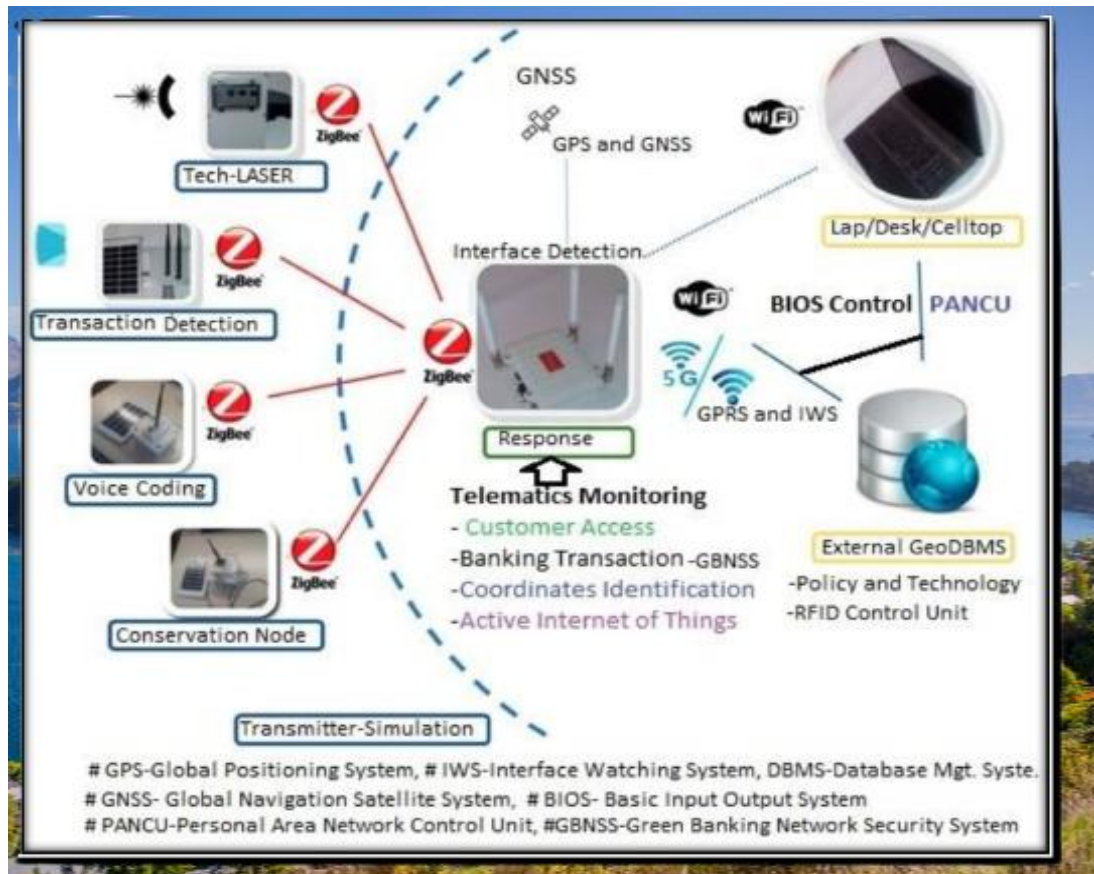 GNSS
GPS and GNSS
WiFi
ZigBee
Tech-LASER
Lap/Desk/Celltop
Interface Detection
ZigBee
Transaction Detection
WiFi
BIOS Control
PANCU
ZigBee
5 G
GPRS and IWS
ZigBee
Voice Coding
Response
Telematics Monitoring
- Customer Access
-Banking Transaction -GBNSS
-Coordinates Identification
-Active Internet of Things
External GeoDBMS
-Policy and Technology
-RFID Control Unit
ZigBee
Conservation Node
Transmitter-Simulation
# GPS-Global Positioning System, # IWS-Interface Watching System, DBMS-Database Mgt. Syste.
# GNSS- Global Navigation Satellite System, # BIOS- Basic Input Output System
# PANCU-Personal Area Network Control Unit, #GBNSS-Green Banking Network Security System